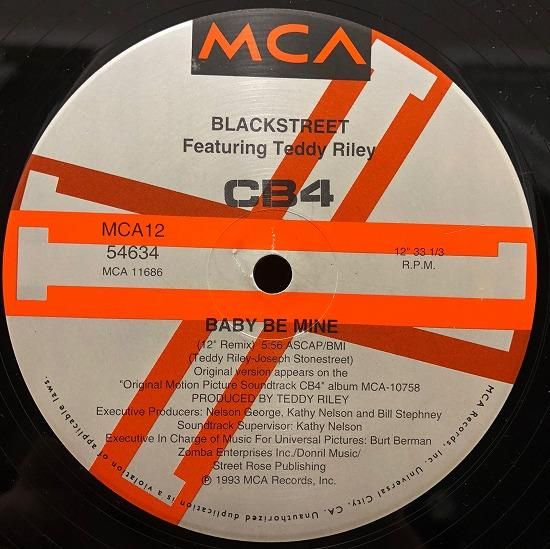 MCA
BLACKSTREET
Featuring Teddy Riley
CB4
MCA12
54634
MCA 11686
12" 33 1/3
R.P.M.
BABY BE MINE
(12" Remix) 5:56 ASCAP/BMI
(Teddy Riley-Joseph Stonestreet)
Original version appears on the
"Original Motion Picture Soundtrack CB4" album MCA-10758
PRODUCED BY TEDDY RILEY
Executive Producers: Nelson George, Kathy Nelson and Bill Stephney
Soundtrack Supervisor: Kathy Nelson
Executive In Charge of Music For Universal Pictures: Burt Berman
Zomba Enterprises Inc./Donril Music/
Street Rose Publishing
℗ 1993 MCA Records, Inc.
MCA Records, Inc. Universal City, CA. Unauthorized duplication is a violation of applicable laws.